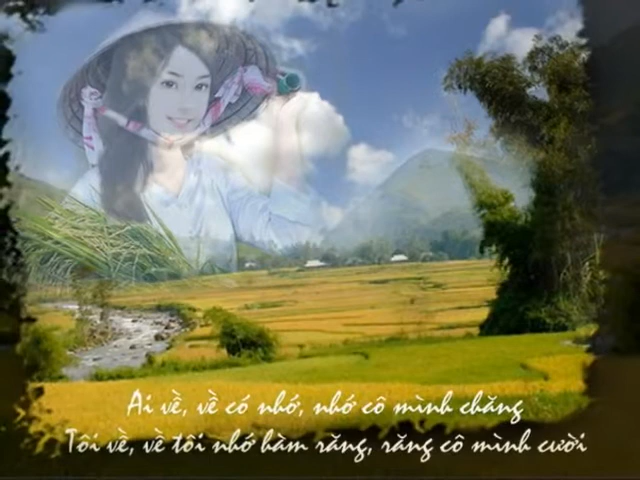 Ai về, về có nhớ, nhớ cô mình chăng
Tôi về, về tôi nhớ hàm răng, răng cô mình cười